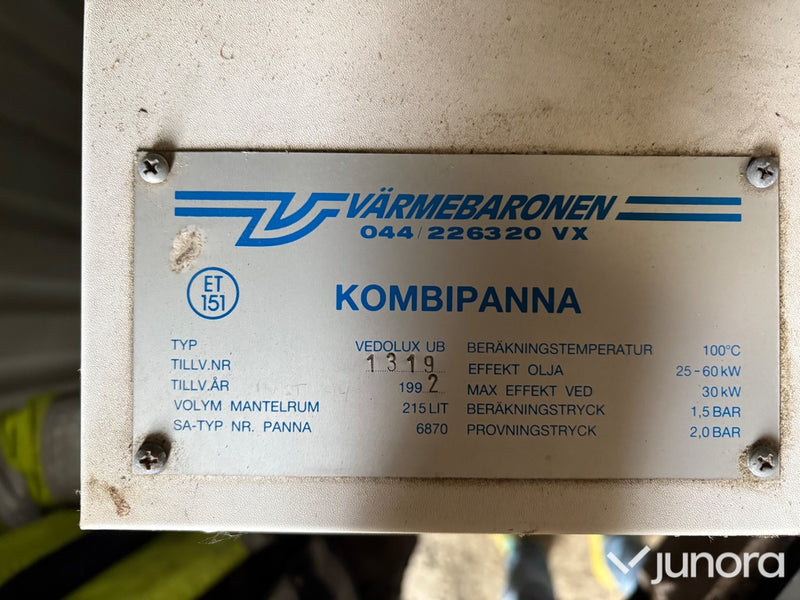 VÄRMEBARONEN
044/226320 VX
ET
151
KOMBIPANNA
TYP VEDOLUX UB
TILLV.NR 1319
TILLV.ÅR 1992
VOLYM MANTELRUM 215 LIT
SA-TYP NR. PANNA 6870
BERÄKNINGSTEMPERATUR 100°C
EFFEKT OLJA 25-60 kW
MAX EFFEKT VED 30 kW
BERÄKNINGSTRYCK 1,5 BAR
PROVNINGSTRYCK 2,0 BAR
junora